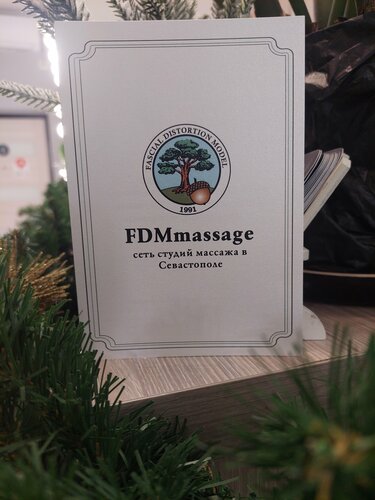 FASCIAL DISTORTION MODEL
1991
FDMmassage
сеть студий массажа в
Севастополе